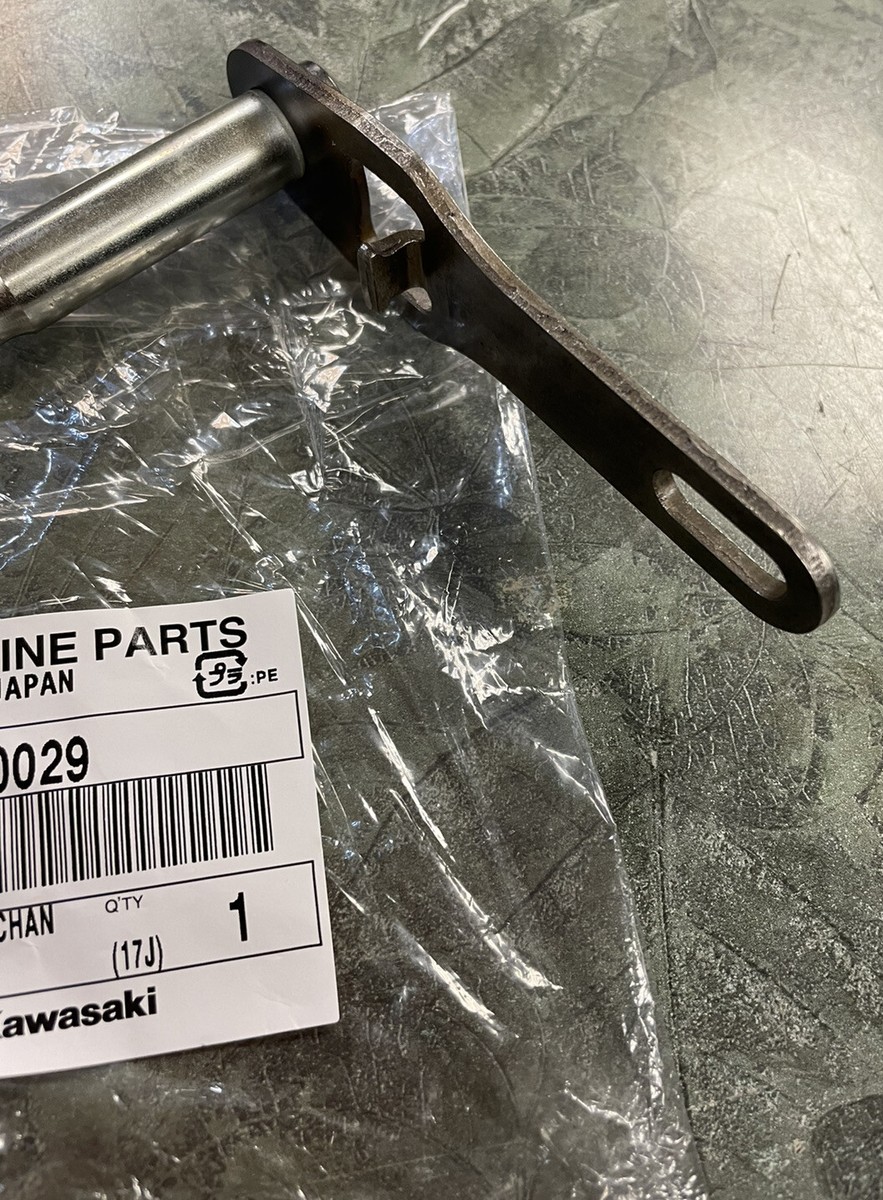 INE PARTS
JAPAN
プラ :PE
0029
CHAN Q'TY 1
(17J)
Kawasaki